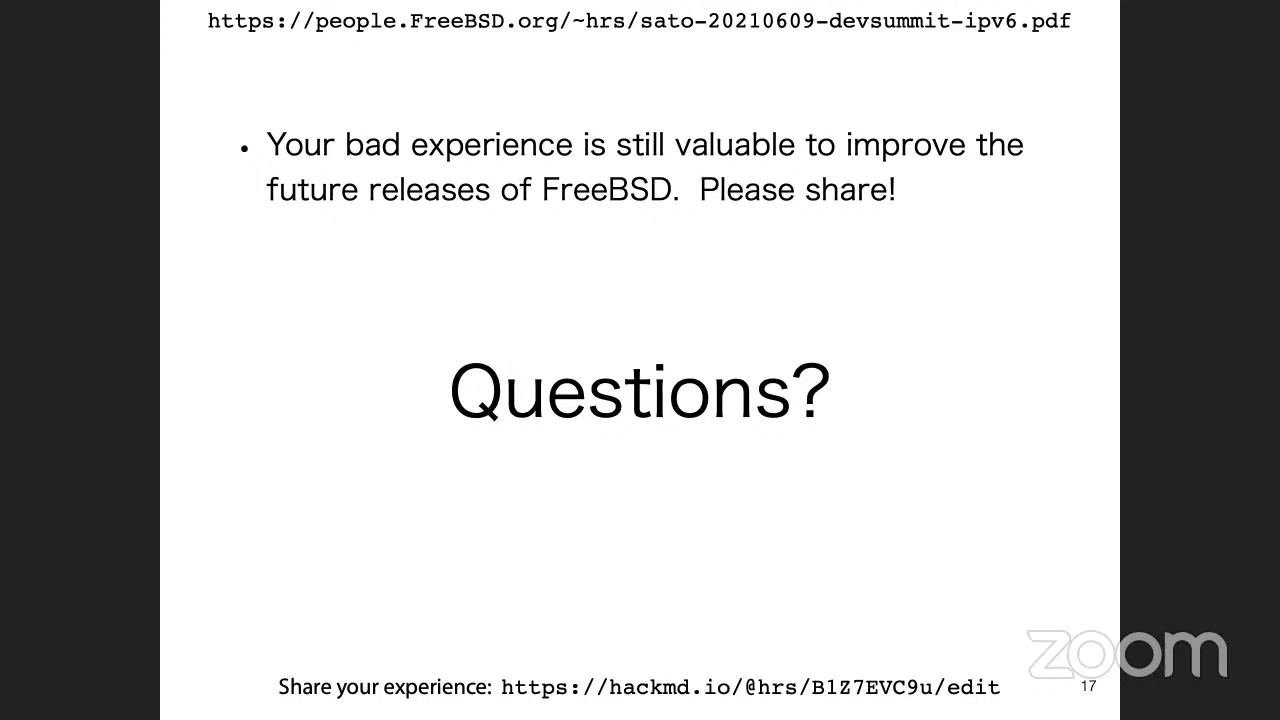 https://people.FreeBSD.org/~hrs/sato-20210609-devsummit-ipv6.pdf
• Your bad experience is still valuable to improve the
future releases of FreeBSD. Please share!
Questions?
zoom
Share your experience: https://hackmd.io/@hrs/B1Z7EVC9u/edit
17